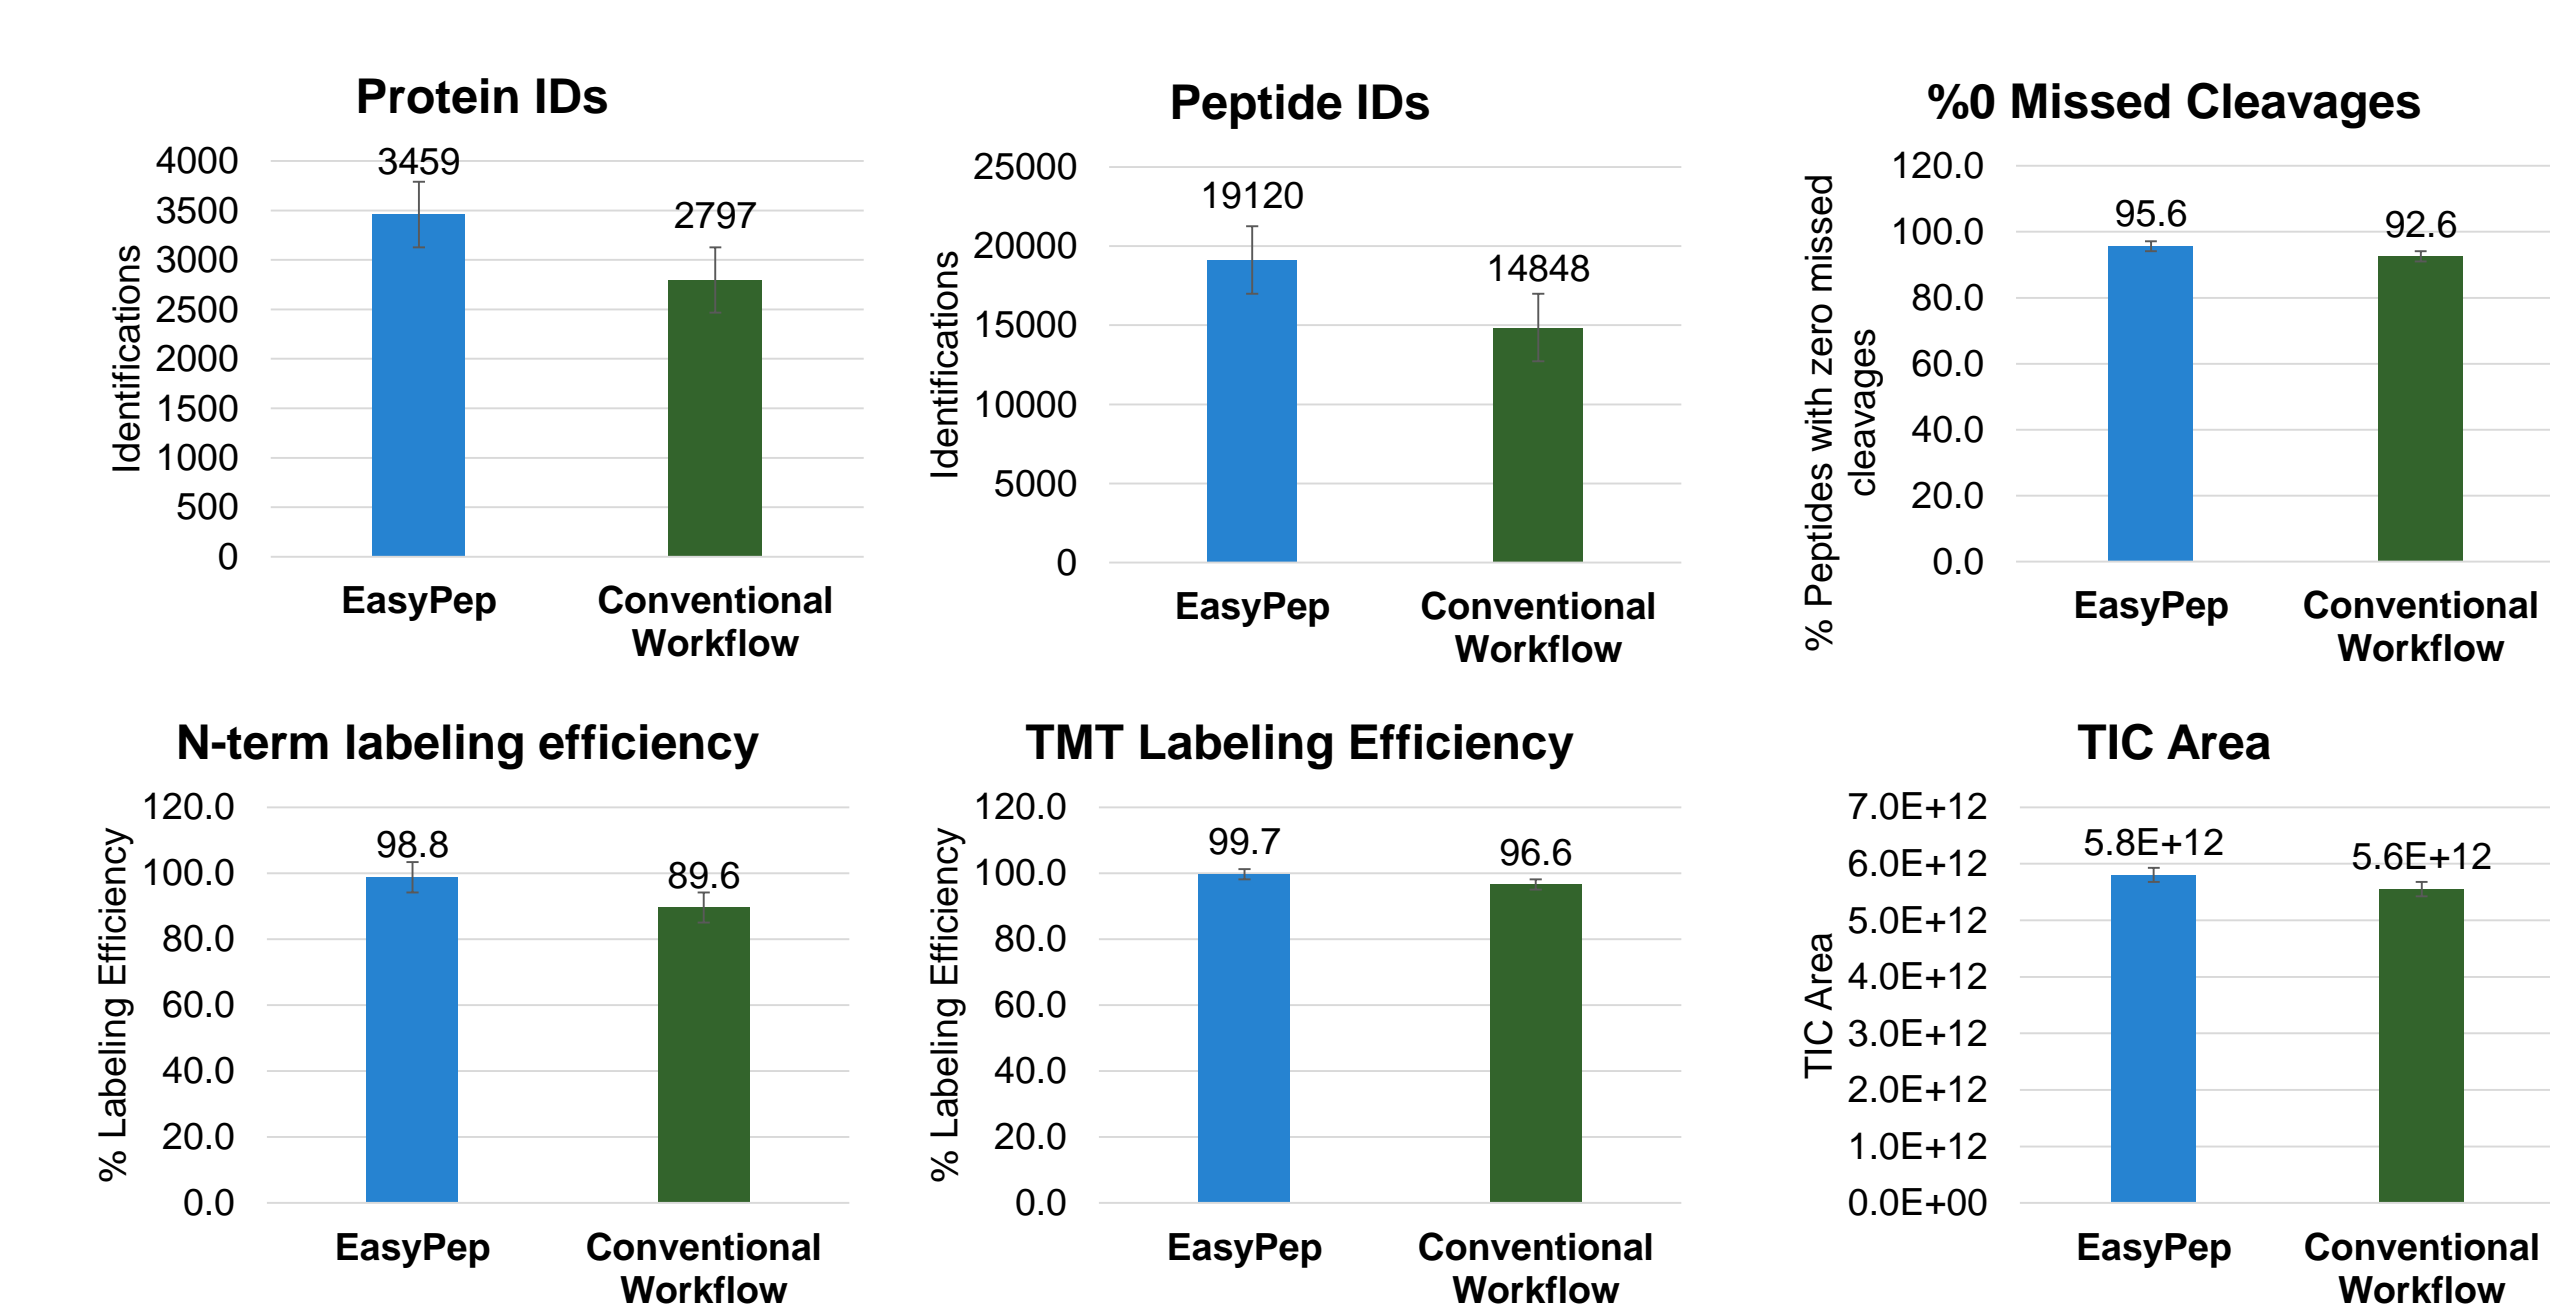 Protein IDs
4000
3500
3000
2500
2000
1500
1000
500
0
Identifications
3459
2797
EasyPep
Conventional
Workflow
Peptide IDs
25000
20000
15000
10000
5000
0
Identifications
19120
14848
EasyPep
Conventional
Workflow
%0 Missed Cleavages
120.0
100.0
80.0
60.0
40.0
20.0
0.0
% Peptides with zero missed
cleavages
95.6
92.6
EasyPep
Conventional
Workflow
N-term labeling efficiency
120.0
100.0
80.0
60.0
40.0
20.0
0.0
% Labeling Efficiency
98.8
89.6
EasyPep
Conventional
Workflow
TMT Labeling Efficiency
120.0
100.0
80.0
60.0
40.0
20.0
0.0
% Labeling Efficiency
99.7
96.6
EasyPep
Conventional
Workflow
TIC Area
7.0E+12
6.0E+12
5.0E+12
4.0E+12
3.0E+12
2.0E+12
1.0E+12
0.0E+00
TIC Area
5.8E+12
5.6E+12
EasyPep
Conventional
Workflow